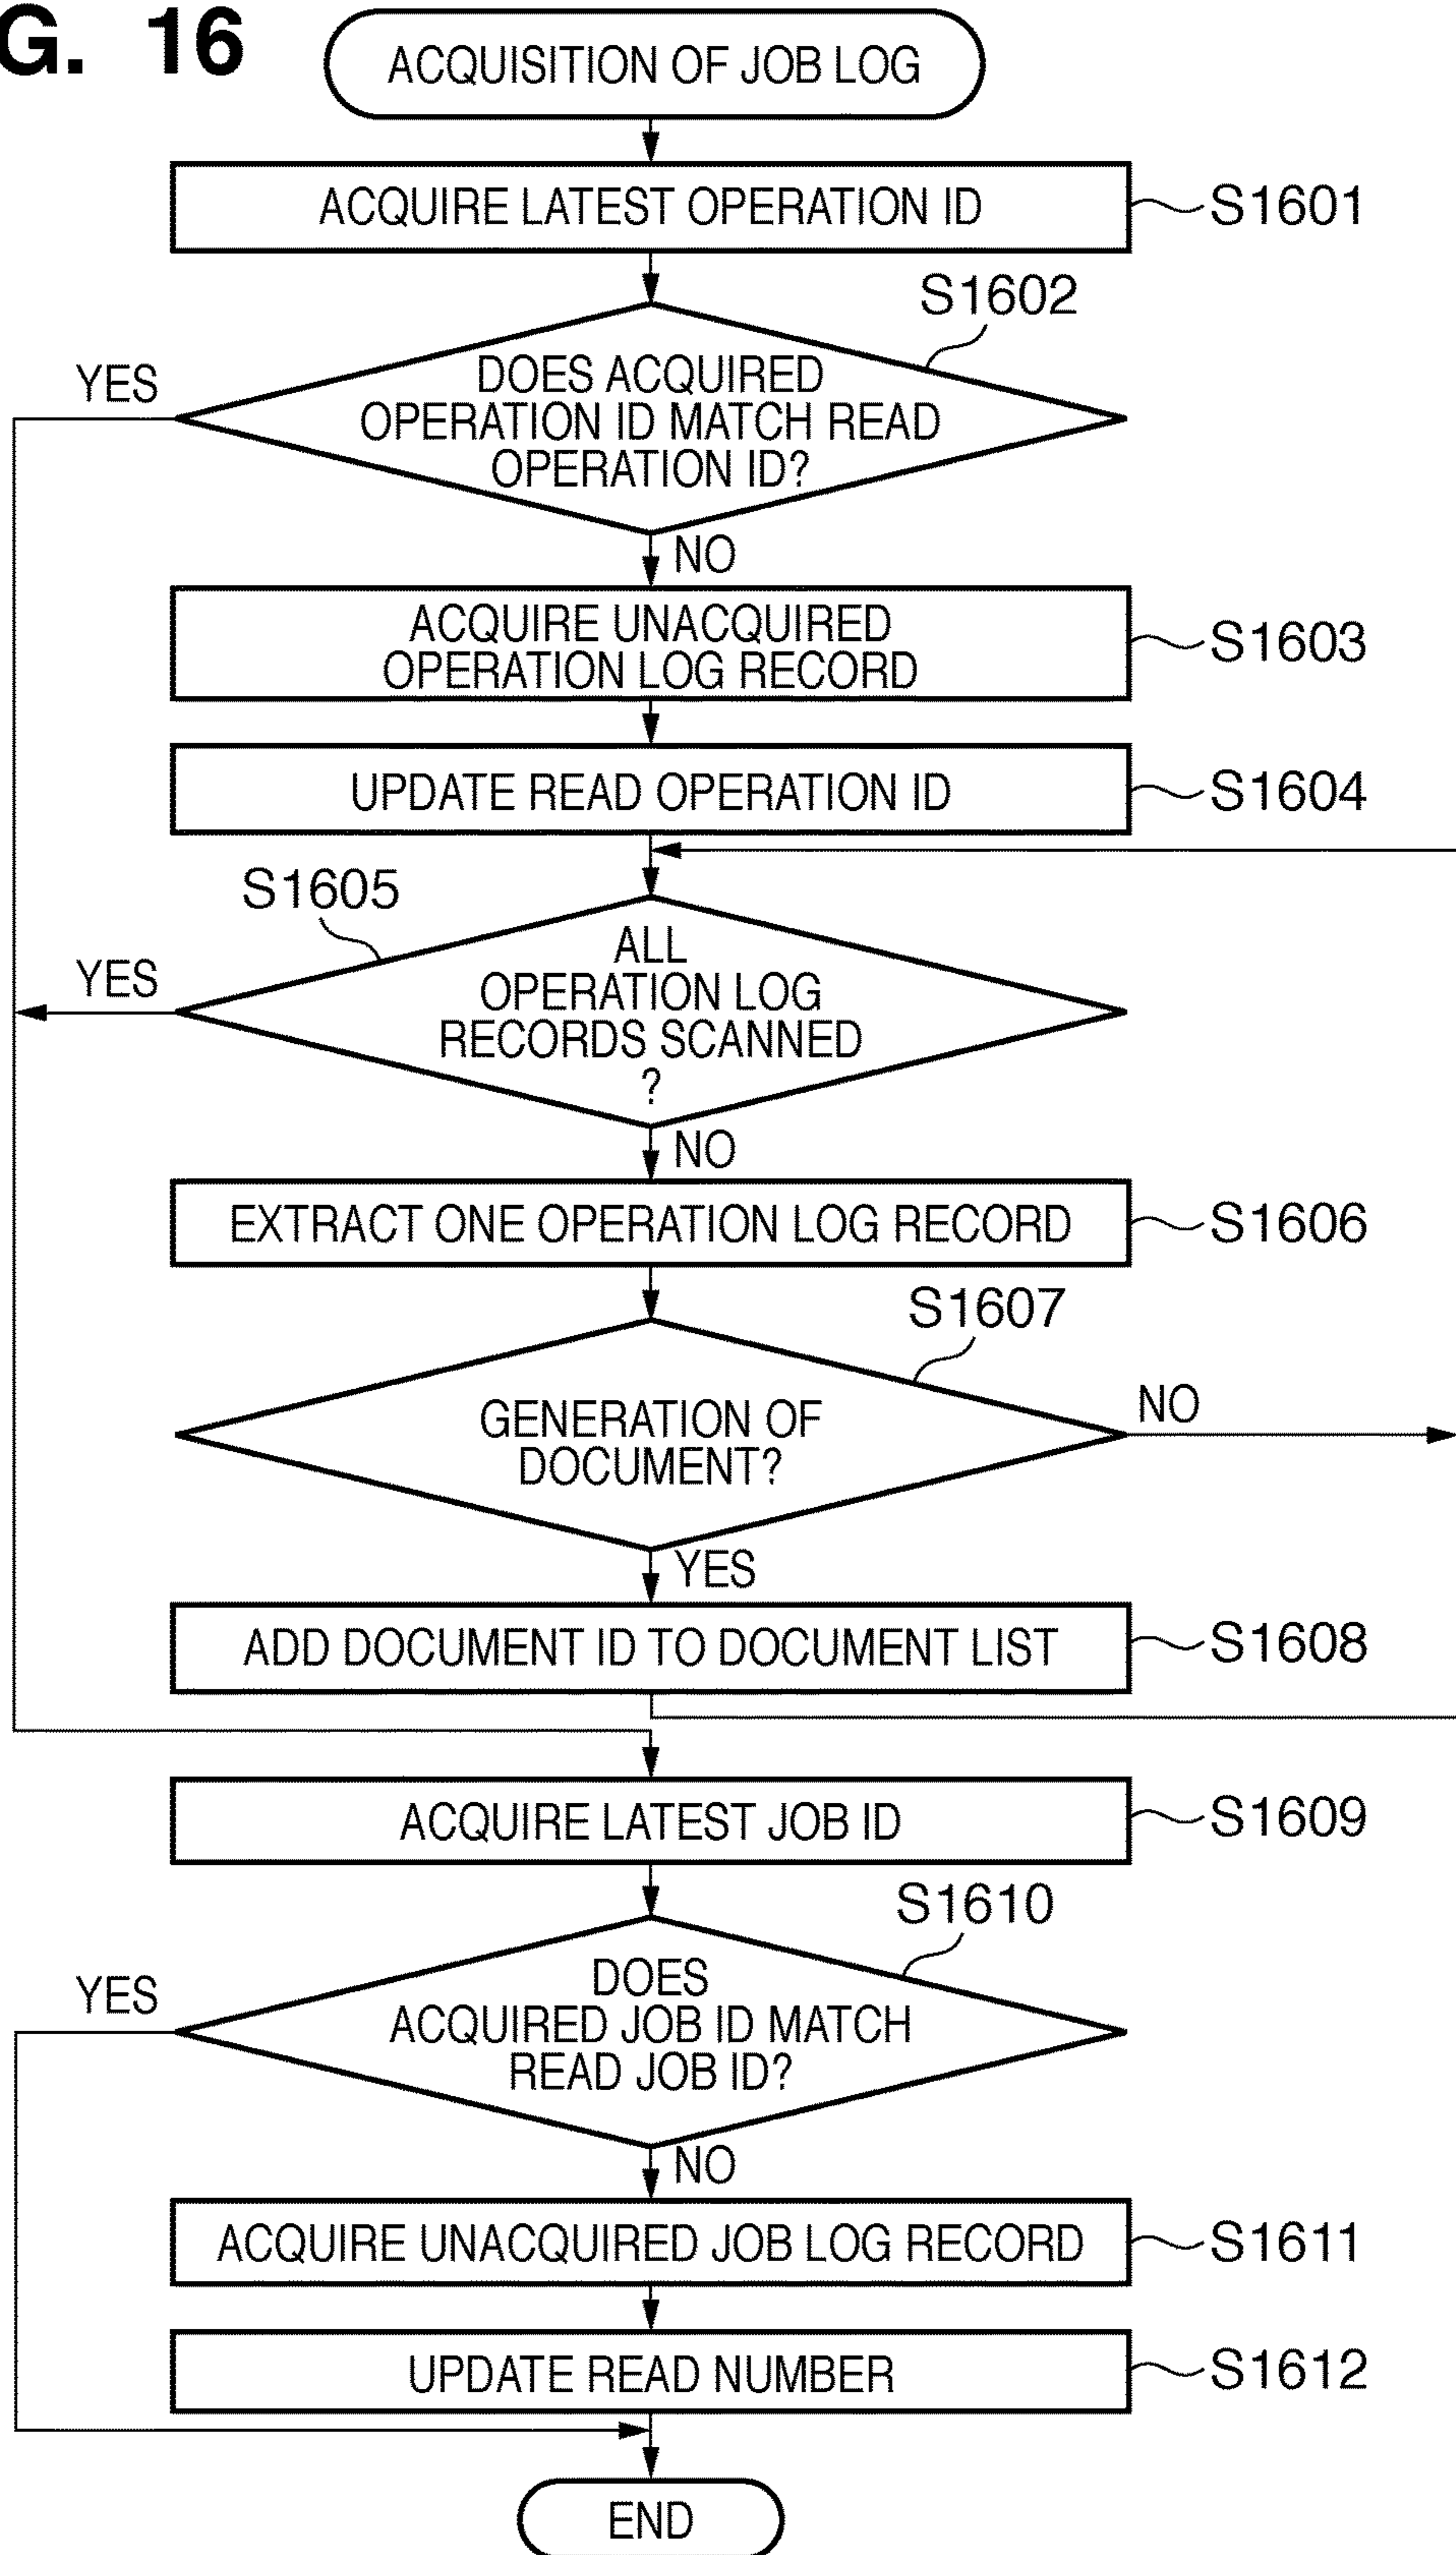 G. 16
ACQUISITION OF JOB LOG
ACQUIRE LATEST OPERATION ID
S1601
S1602
YES
DOES ACQUIRED
OPERATION ID MATCH READ
OPERATION ID?
NO
ACQUIRE UNACQUIRED
OPERATION LOG RECORD
S1603
UPDATE READ OPERATION ID
S1604
S1605
YES
ALL
OPERATION LOG
RECORDS SCANNED
?
NO
EXTRACT ONE OPERATION LOG RECORD
S1606
S1607
GENERATION OF
DOCUMENT?
NO
YES
ADD DOCUMENT ID TO DOCUMENT LIST
S1608
ACQUIRE LATEST JOB ID
S1609
S1610
YES
DOES
ACQUIRED JOB ID MATCH
READ JOB ID?
NO
ACQUIRE UNACQUIRED JOB LOG RECORD
S1611
UPDATE READ NUMBER
S1612
END